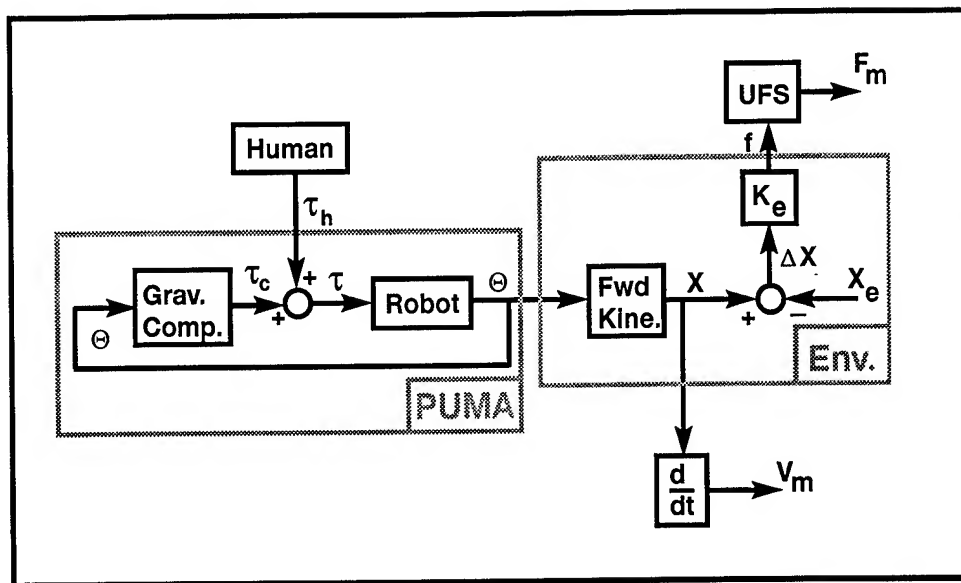 F_m
UFS
f
Human
K_e
τ_h
ΔX
+
Grav.
Comp.
τ_c
+
τ
Robot
Θ
Fwd
Kine.
X
+
−
X_e
Θ
PUMA
Env.
d
dt
V_m